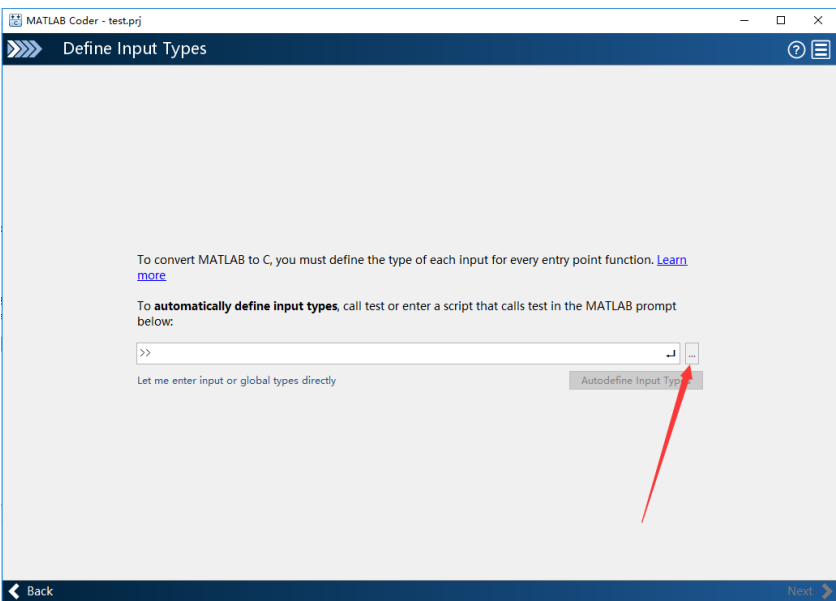 MATLAB Coder - test.prj
Define Input Types
To convert MATLAB to C, you must define the type of each input for every entry point function. Learn
more
To automatically define input types, call test or enter a script that calls test in the MATLAB prompt
below:
>>
...
Let me enter input or global types directly
Autodefine Input Types
Back
Next